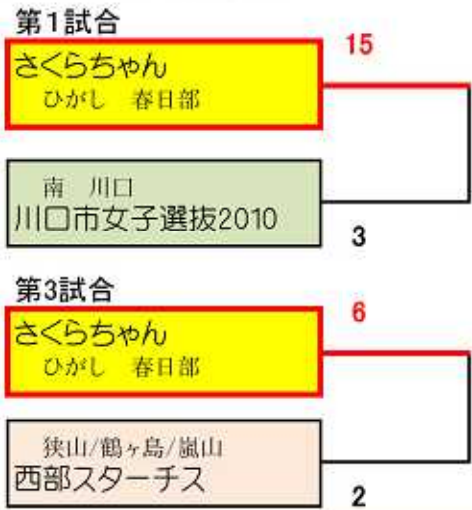 第1試合
15
さくらちゃん
ひがし　春日部
南　川口
川口市女子選抜2010
3
第3試合
6
さくらちゃん
ひがし　春日部
狭山/鶴ヶ島/嵐山
西部スターチス
2